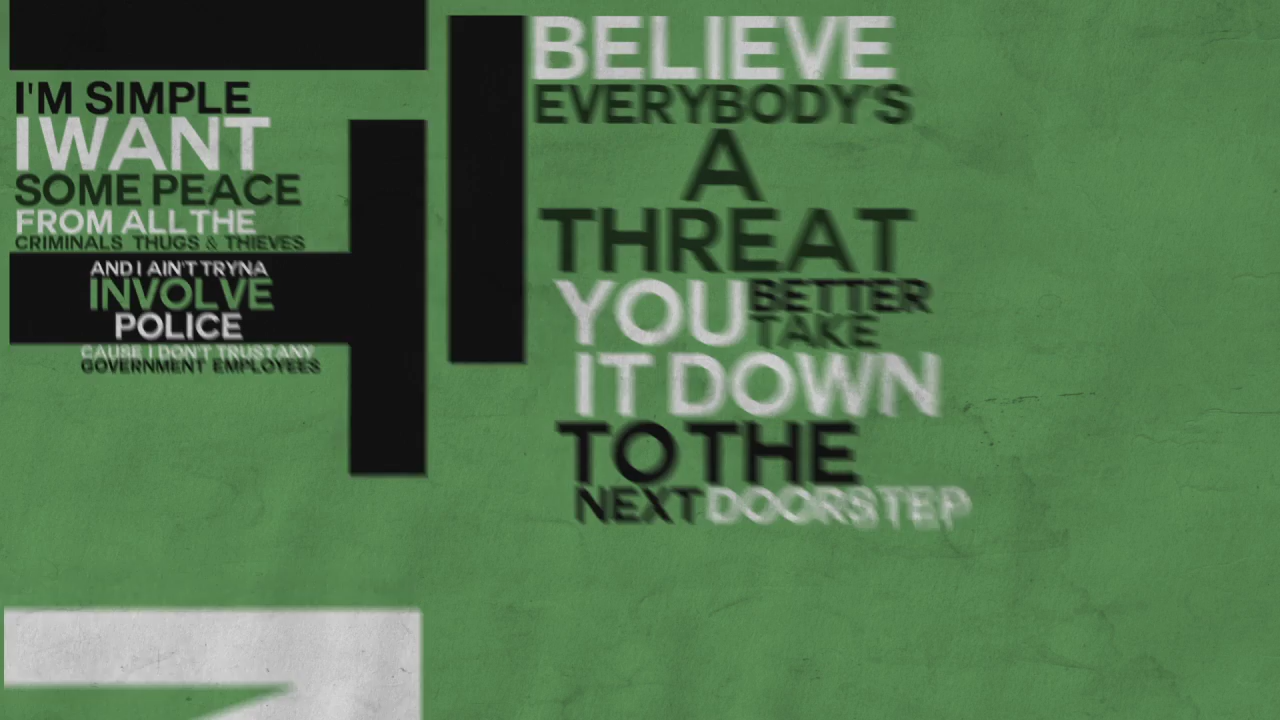 I'M SIMPLE
I WANT
SOME PEACE
FROM ALL THE
CRIMINALS THUGS & THIEVES
AND I AIN'T TRYNA
INVOLVE
POLICE
CAUSE I DON'T TRUST ANY
GOVERNMENT EMPLOYEES
BELIEVE
EVERYBODY'S
A
THREAT
YOU BETTER
TAKE
IT DOWN
TO THE
NEXT DOORSTEP